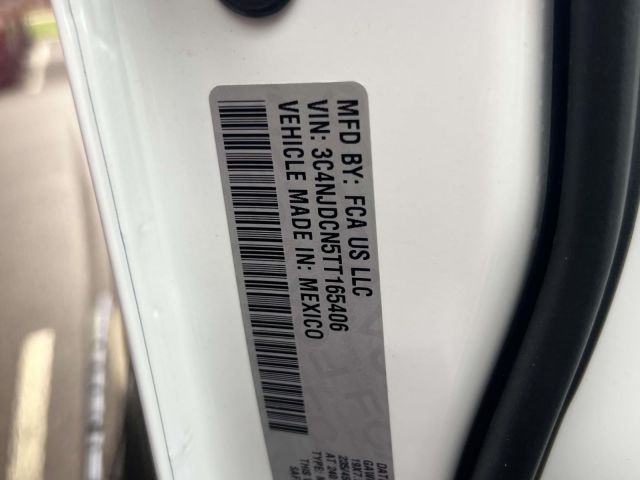 MFD BY: FCA US LLC
VIN: 3C4NJDCN5TT165406
VEHICLE MADE IN: MEXICO